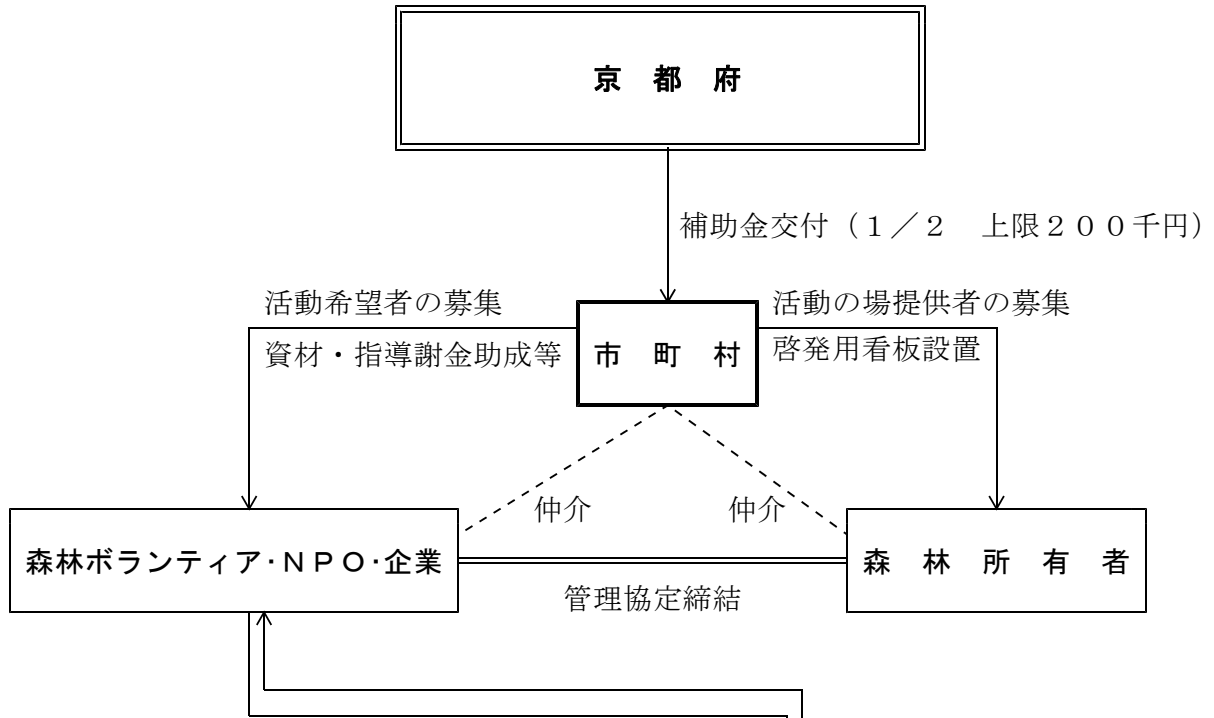 京　都　府
補助金交付（１／２　上限２００千円）
活動希望者の募集
資材・指導謝金助成等
市　町　村
活動の場提供者の募集
啓発用看板設置
仲介
仲介
森林ボランティア・ＮＰＯ・企業
管理協定締結
森　林　所　有　者